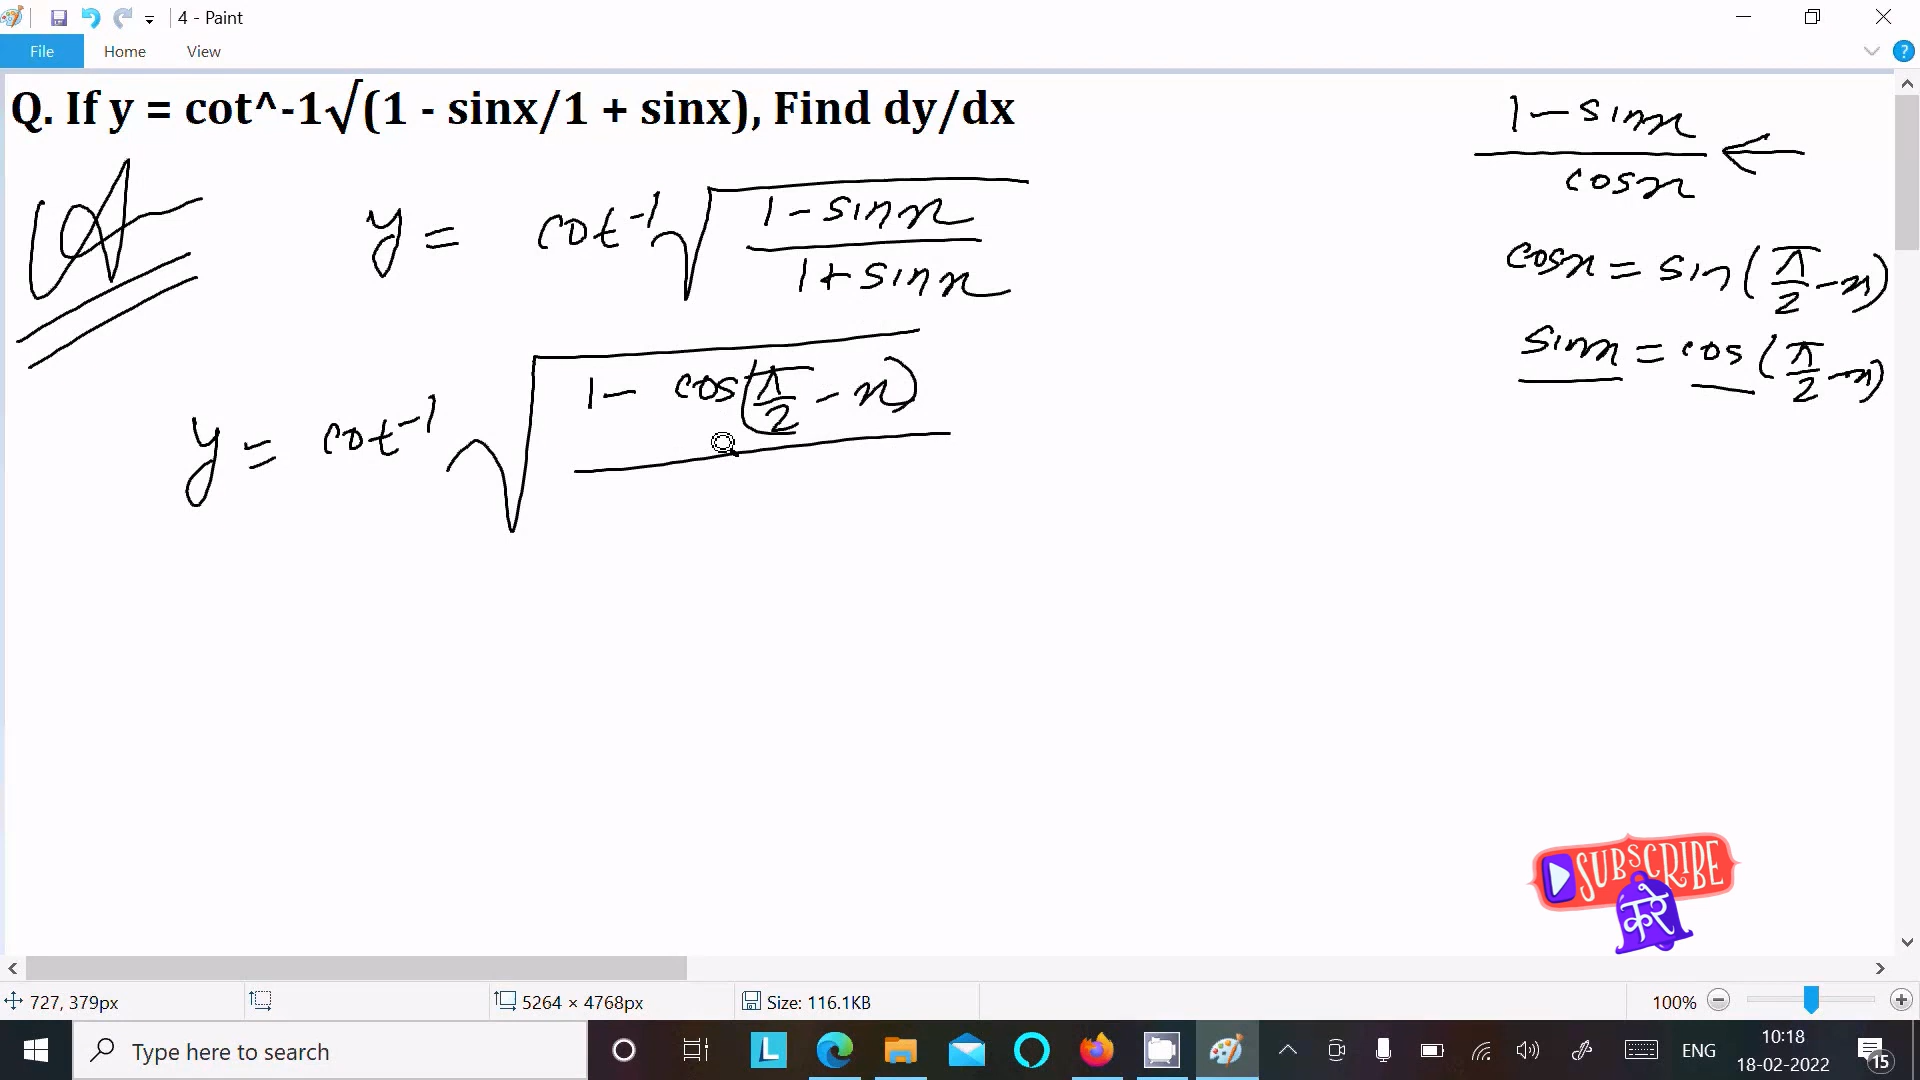 4 - Paint
File Home View
Q. If y = cot^-1√(1 - sinx/1 + sinx), Find dy/dx
y = cot⁻¹ √
1 - sinx
1 + sinx
y = cot⁻¹ √
1 - cos(π/2 - x)
1 - sinx
cosx
cosx = sin(π/2 - x)
sinx = cos(π/2 - x)
SUBSCRIBE
करे
727, 379px 5264 × 4768px Size: 116.1KB 100%
Type here to search
L
ENG
10:18
18-02-2022
15